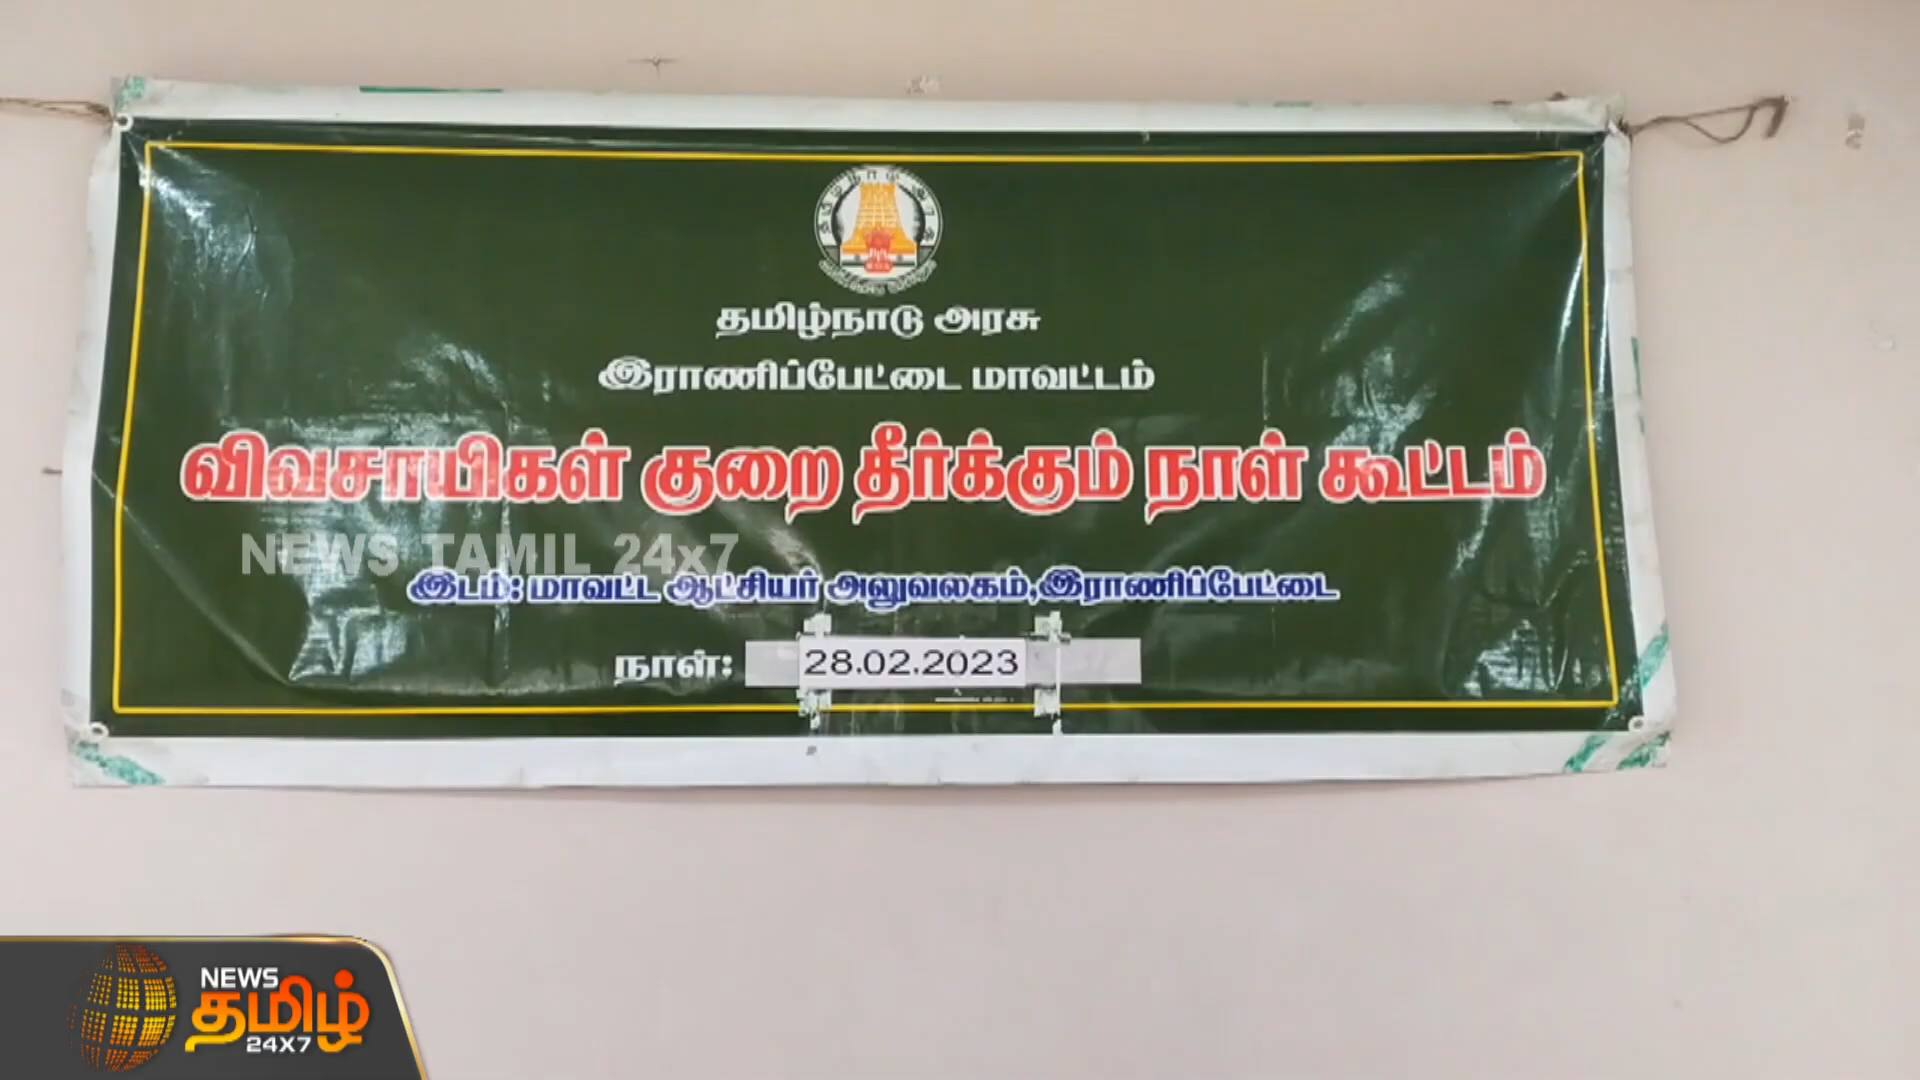 தமிழ்நாடு அரசு
இராணிப்பேட்டை மாவட்டம்
விவசாயிகள் குறை தீர்க்கும் நாள் கூட்டம்
NEWS TAMIL 24x7
இடம்: மாவட்ட ஆட்சியர் அலுவலகம்,இராணிப்பேட்டை
நாள்: 28.02.2023
NEWS
தமிழ்
24X7